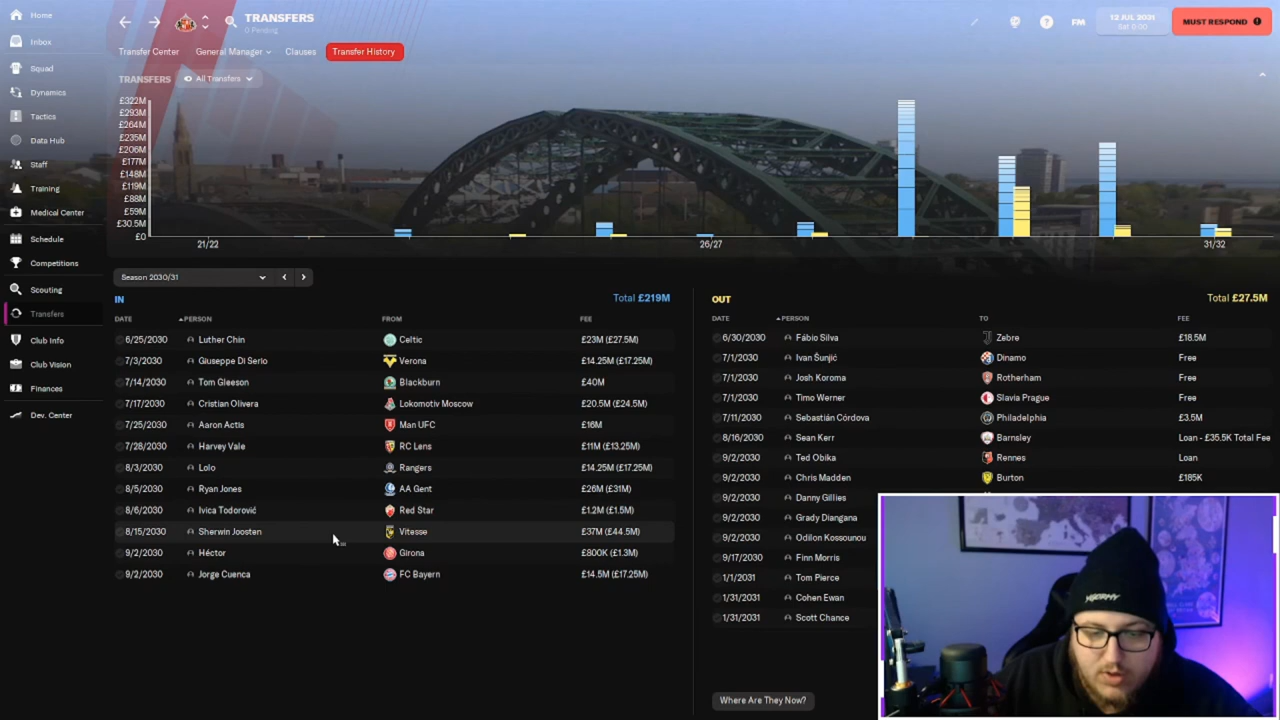 Home
TRANSFERS
0 Pending
FM
12 JUL 2031
Sat 0:00
MUST RESPOND
Inbox
Transfer Center General Manager Clauses Transfer History
Squad
TRANSFERS All Transfers
Dynamics
Tactics
Data Hub
Staff
Training
Medical Center
Schedule
Competitions
Scouting
Transfers
Club Info
Club Vision
Finances
Dev. Center
£322M
£293M
£264M
£235M
£206M
£177M
£148M
£119M
£88M
£59M
£30.5M
£0
21/22 26/27 31/32
Season 2030/31
IN Total £219M
DATE PERSON FROM FEE
6/25/2030 Luther Chin Celtic £23M (£27.5M)
7/3/2030 Giuseppe Di Serio Verona £14.25M (£17.25M)
7/14/2030 Tom Gleeson Blackburn £40M
7/17/2030 Cristian Olivera Lokomotiv Moscow £20.5M (£24.5M)
7/25/2030 Aaron Actis Man UFC £16M
7/28/2030 Harvey Vale RC Lens £11M (£13.25M)
8/3/2030 Lolo Rangers £14.25M (£17.25M)
8/5/2030 Ryan Jones AA Gent £26M (£31M)
8/6/2030 Ivica Todorović Red Star £1.2M (£1.5M)
8/15/2030 Sherwin Joosten Vitesse £37M (£44.5M)
9/2/2030 Héctor Girona £800K (£1.3M)
9/2/2030 Jorge Cuenca FC Bayern £14.5M (£17.25M)
OUT Total £27.5M
DATE PERSON TO FEE
6/30/2030 Fábio Silva Zebre £18.5M
7/1/2030 Ivan Šunjić Dinamo Free
7/1/2030 Josh Koroma Rotherham Free
7/1/2030 Timo Werner Slavia Prague Free
7/11/2030 Sebastián Córdova Philadelphia £3.5M
8/16/2030 Sean Kerr Barnsley Loan - £35.5K Total Fee
9/2/2030 Ted Obika Rennes Loan
9/2/2030 Chris Madden Burton £185K
9/2/2030 Danny Gillies
9/2/2030 Grady Diangana
9/2/2030 Odilon Kossounou
9/17/2030 Finn Morris
1/1/2031 Tom Pierce
1/31/2031 Cohen Ewan
1/31/2031 Scott Chance
Where Are They Now?